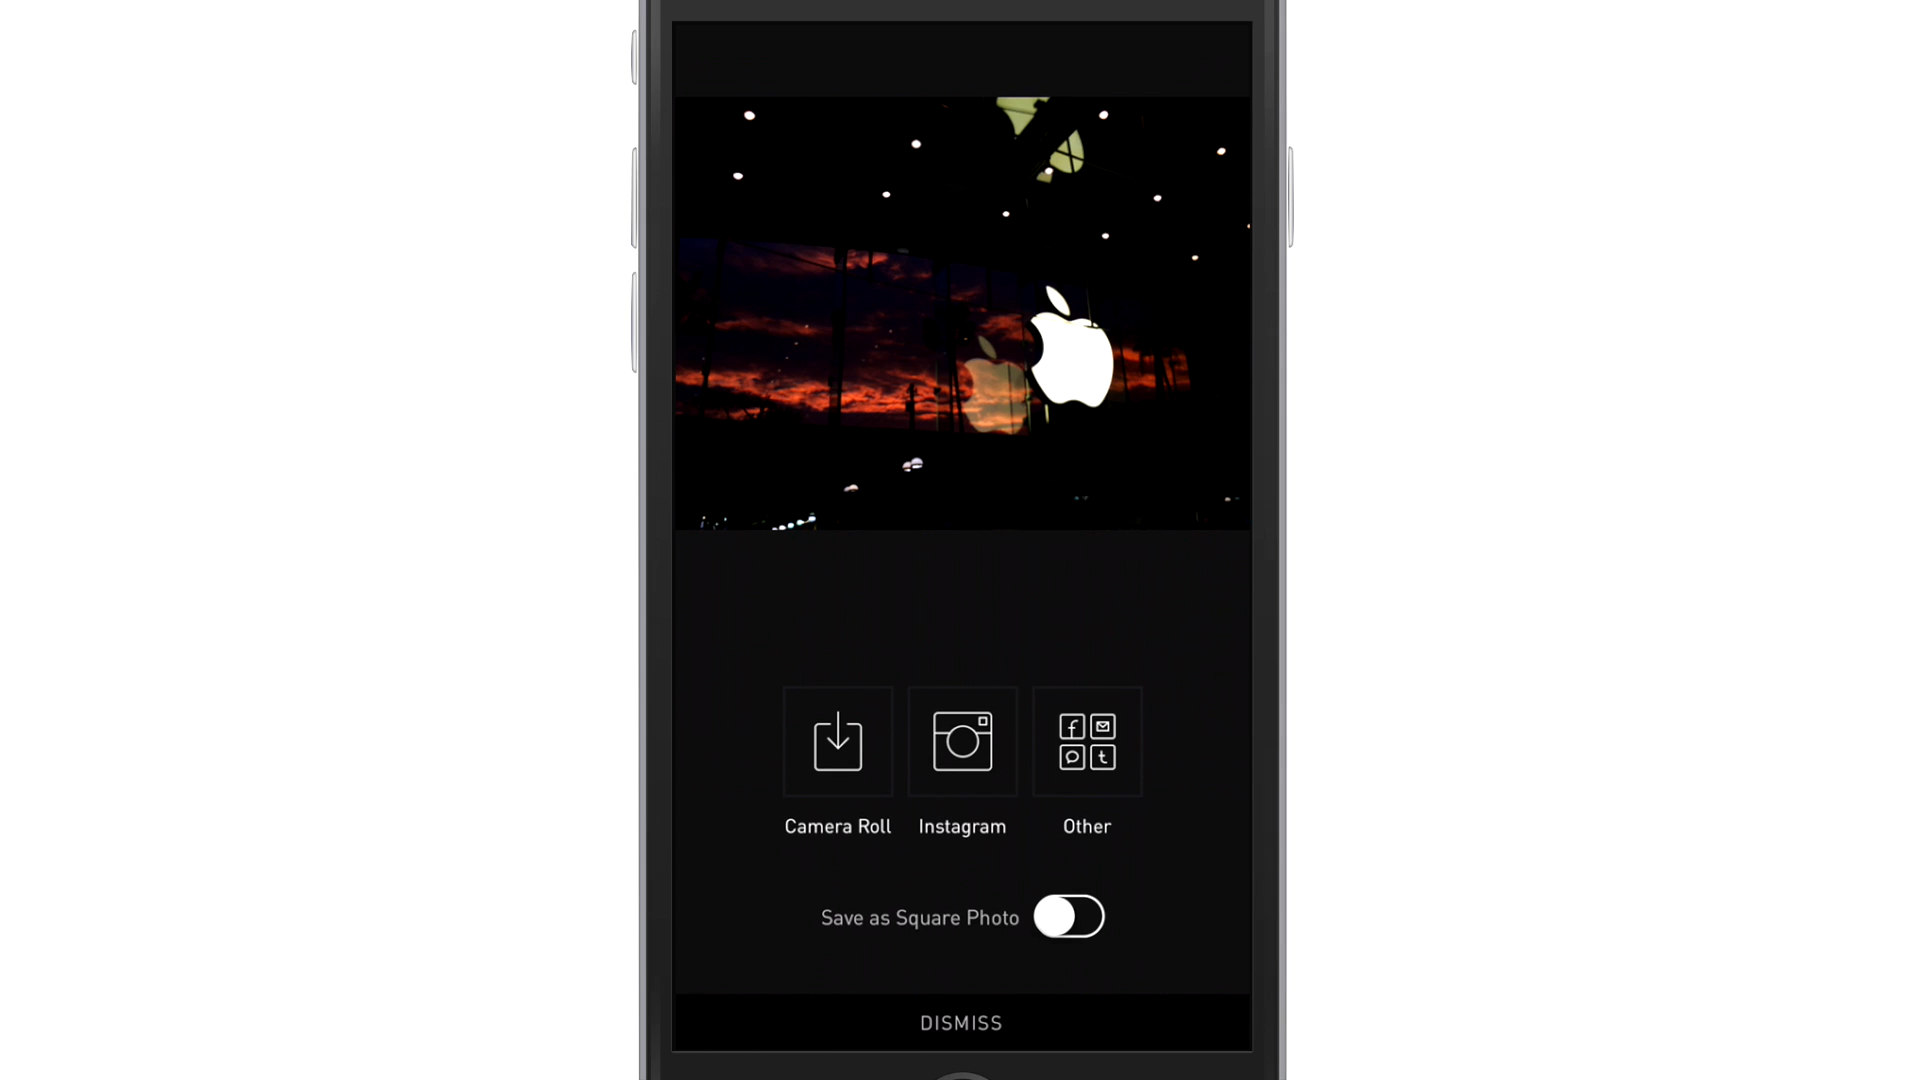 f
t
Camera Roll Instagram Other
Save as Square Photo
DISMISS